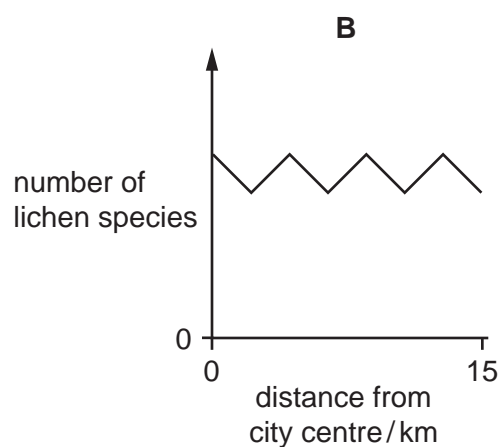 B
number of
lichen species
0
0
15
distance from
city centre / km